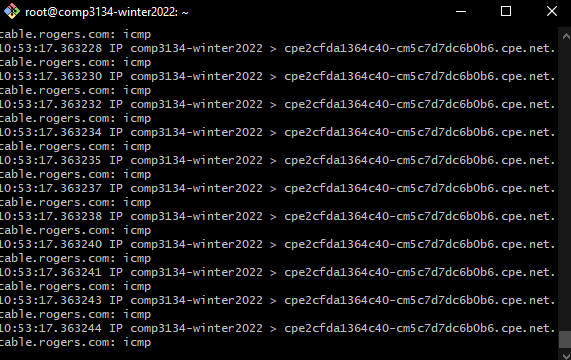 root@comp3134-winter2022: ~
cable.rogers.com: icmp
10:53:17.363228 IP comp3134-winter2022 > cpe2cfda1364c40-cm5c7d7dc6b0b6.cpe.net.
cable.rogers.com: icmp
10:53:17.363230 IP comp3134-winter2022 > cpe2cfda1364c40-cm5c7d7dc6b0b6.cpe.net.
cable.rogers.com: icmp
10:53:17.363232 IP comp3134-winter2022 > cpe2cfda1364c40-cm5c7d7dc6b0b6.cpe.net.
cable.rogers.com: icmp
10:53:17.363234 IP comp3134-winter2022 > cpe2cfda1364c40-cm5c7d7dc6b0b6.cpe.net.
cable.rogers.com: icmp
10:53:17.363235 IP comp3134-winter2022 > cpe2cfda1364c40-cm5c7d7dc6b0b6.cpe.net.
cable.rogers.com: icmp
10:53:17.363237 IP comp3134-winter2022 > cpe2cfda1364c40-cm5c7d7dc6b0b6.cpe.net.
cable.rogers.com: icmp
10:53:17.363238 IP comp3134-winter2022 > cpe2cfda1364c40-cm5c7d7dc6b0b6.cpe.net.
cable.rogers.com: icmp
10:53:17.363240 IP comp3134-winter2022 > cpe2cfda1364c40-cm5c7d7dc6b0b6.cpe.net.
cable.rogers.com: icmp
10:53:17.363241 IP comp3134-winter2022 > cpe2cfda1364c40-cm5c7d7dc6b0b6.cpe.net.
cable.rogers.com: icmp
10:53:17.363243 IP comp3134-winter2022 > cpe2cfda1364c40-cm5c7d7dc6b0b6.cpe.net.
cable.rogers.com: icmp
10:53:17.363244 IP comp3134-winter2022 > cpe2cfda1364c40-cm5c7d7dc6b0b6.cpe.net.
cable.rogers.com: icmp